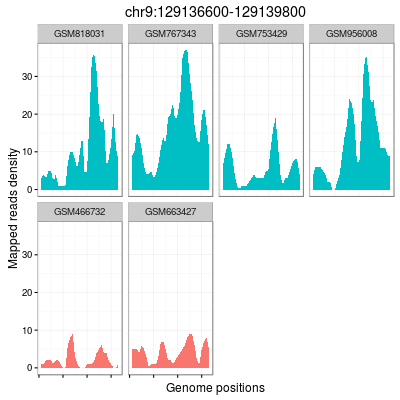 chr9:129136600-129139800
GSM818031 GSM767343 GSM753429 GSM956008
30
20
10
0
GSM466732 GSM663427
30
20
10
0
Mapped reads density
Genome positions